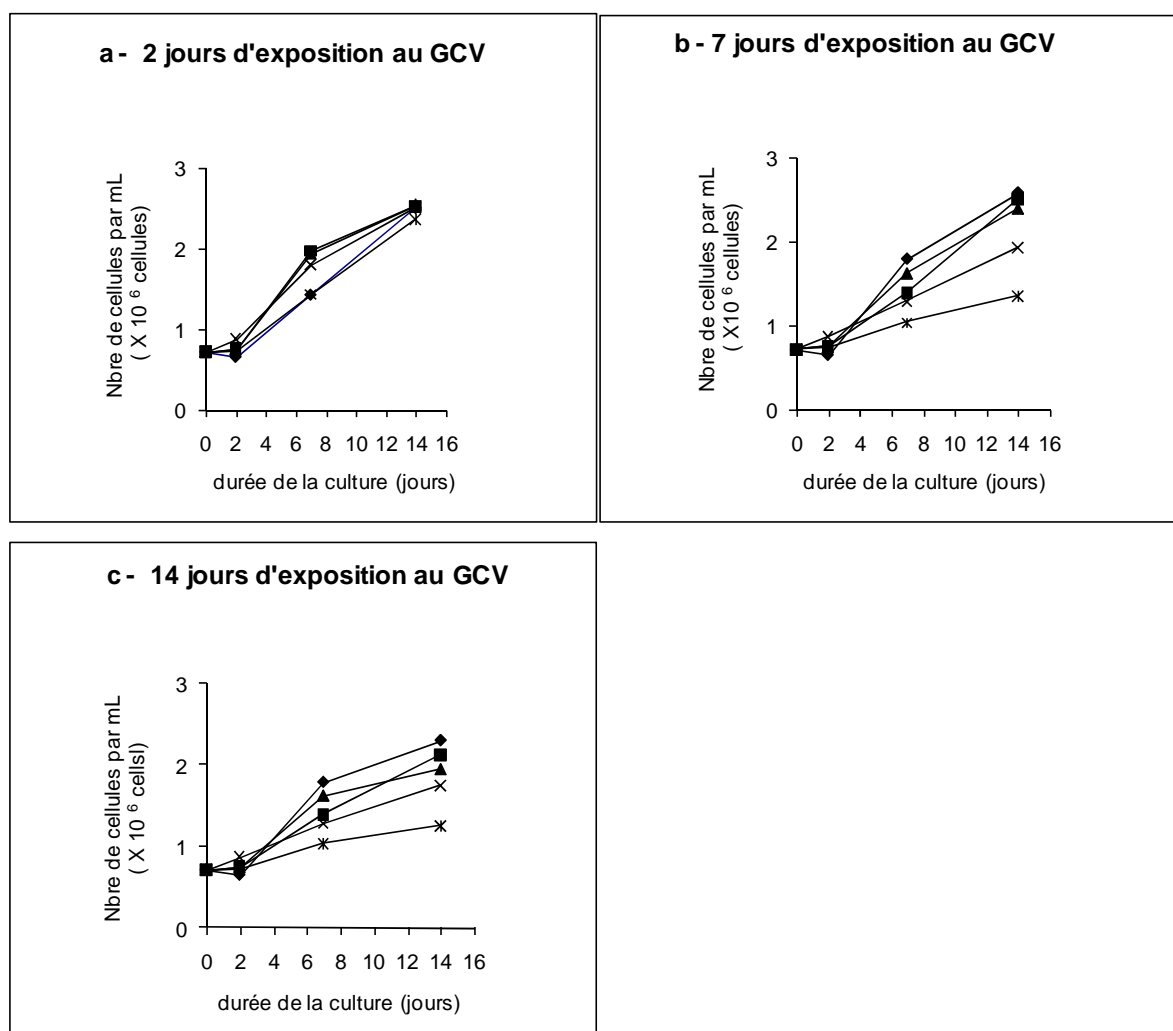 a - 2 jours d'exposition au GCV
Nbre de cellules par mL
( X 10 6 cellules)
3
2
1
0
0 2 4 6 8 10 12 14 16
durée de la culture (jours)
b - 7 jours d'exposition au GCV
Nbre de cellules par mL
( X10 6 cellules)
3
2
1
0
0 2 4 6 8 10 12 14 16
durée de la culture (jours)
c - 14 jours d'exposition au GCV
Nbre de cellules par mL
( X 10 6 cellsl)
3
2
1
0
0 2 4 6 8 10 12 14 16
durée de la culture (jours)